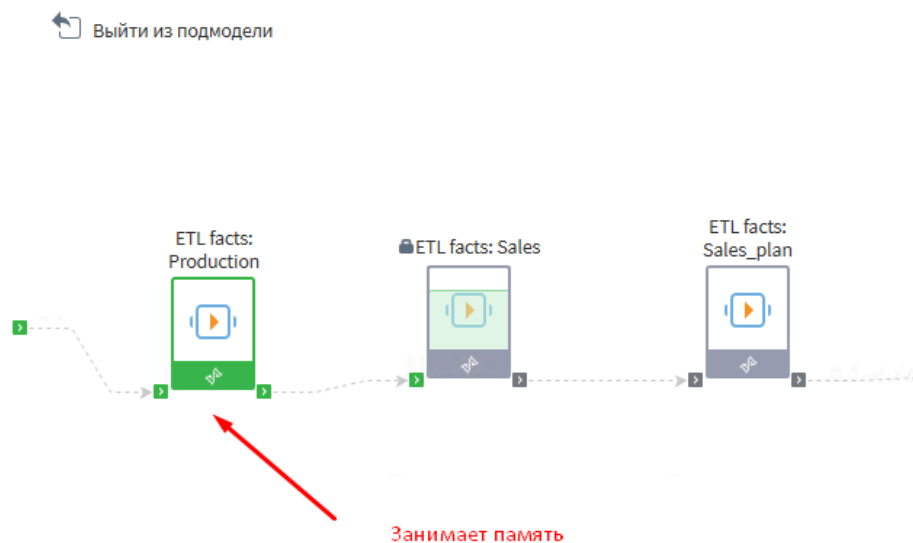 Выйти из подмодели
ETL facts:
Production
ETL facts: Sales
ETL facts:
Sales_plan
Занимает память